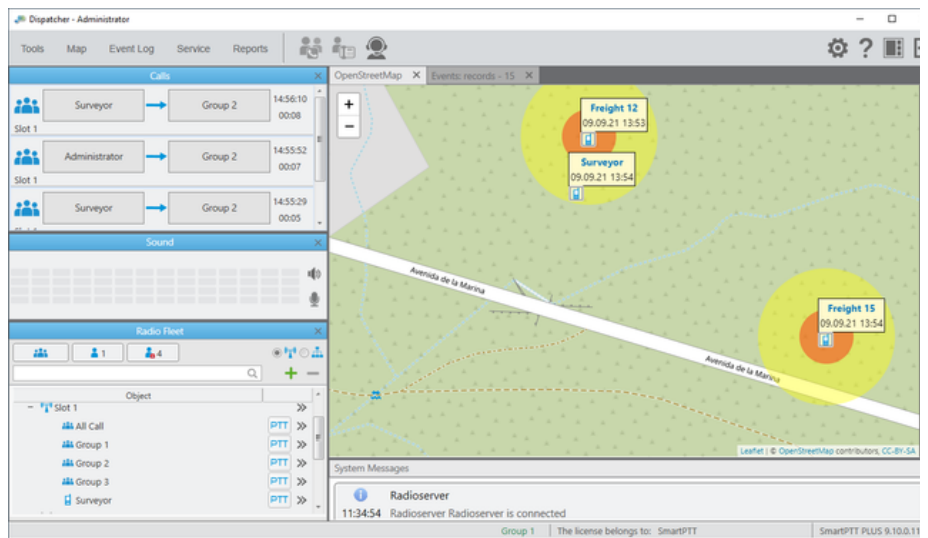 Dispatcher - Administrator
Tools Map Event Log Service Reports
Calls
Surveyor Group 2 14:56:10
00:08
Slot 1
Administrator Group 2 14:55:52
00:07
Slot 1
Surveyor Group 2 14:55:29
00:05
Sound
Radio Fleet
1 4
Object
Slot 1
All Call PTT
Group 1 PTT
Group 2 PTT
Group 3 PTT
Surveyor PTT
OpenStreetMap Events: records - 15
+
−
Freight 12
09.09.21 13:53
Surveyor
09.09.21 13:54
Avenida de la Marina
Freight 15
09.09.21 13:54
Avenida de la Marina
Leaflet | © OpenStreetMap contributors, CC-BY-SA
System Messages
Radioserver
11:34:54 Radioserver Radioserver is connected
Group 1 The license belongs to: SmartPTT SmartPTT PLUS 9.10.0.11